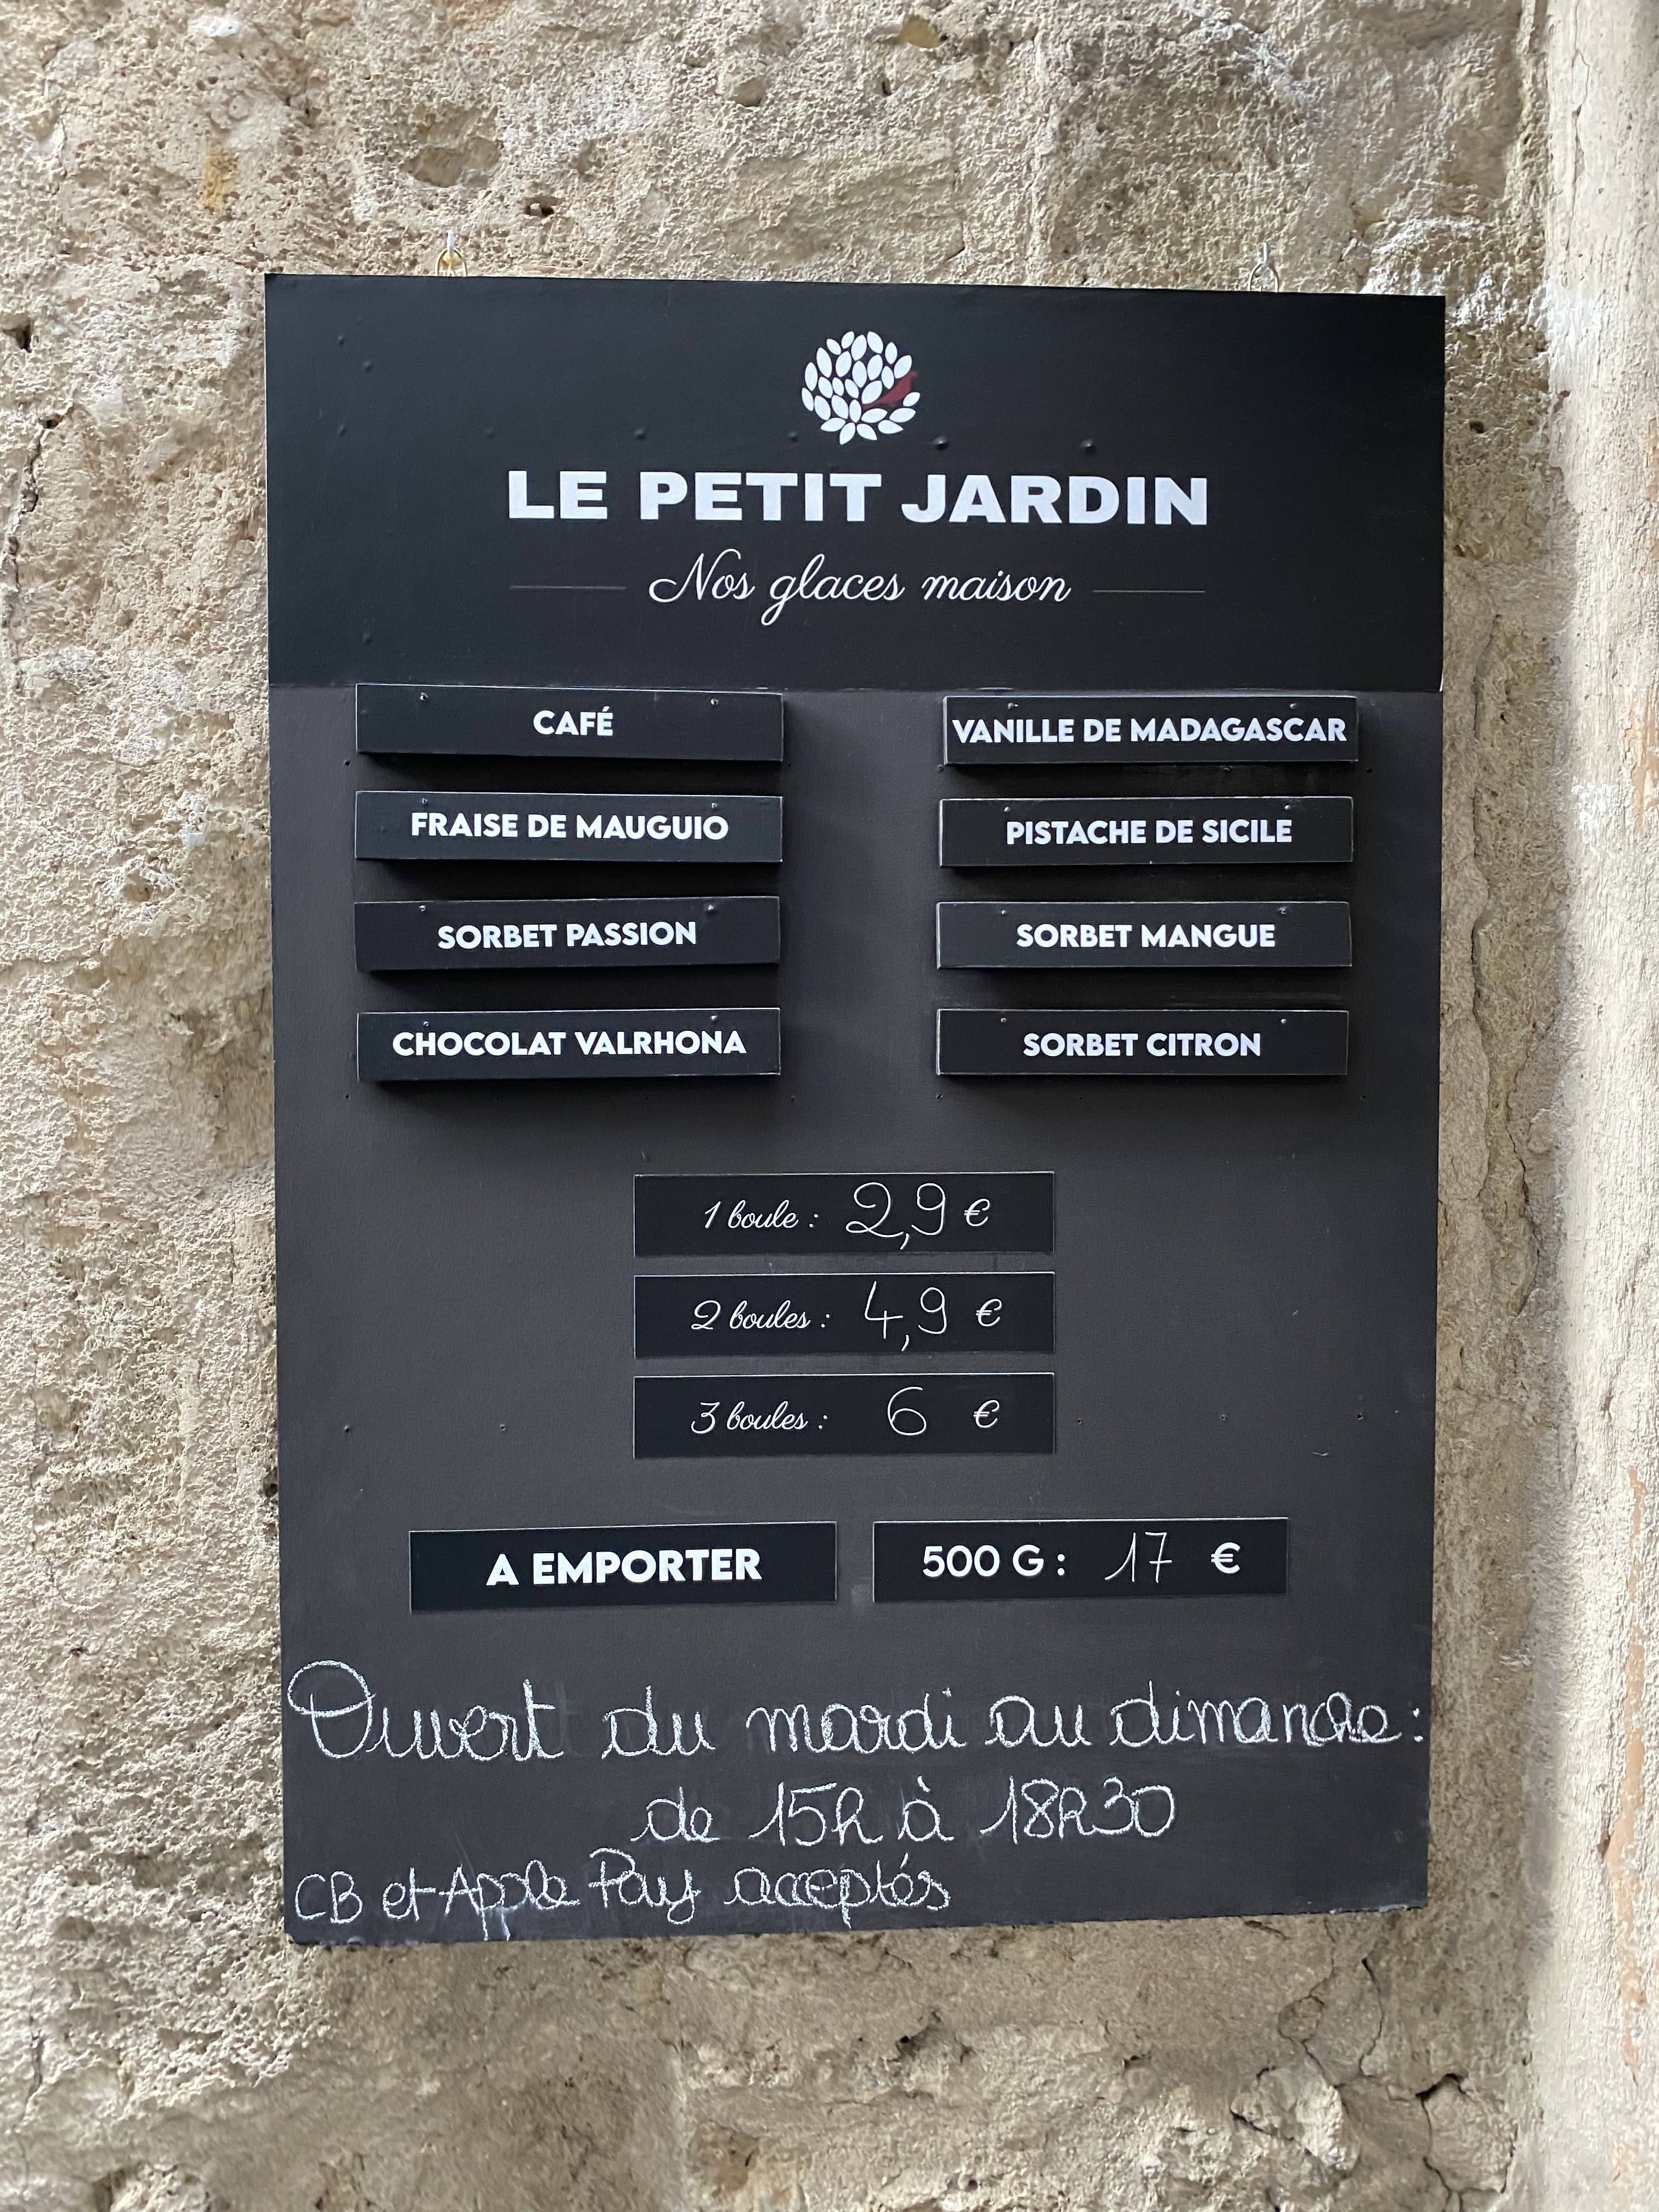 LE PETIT JARDIN
Nos glaces maison
CAFÉ
VANILLE DE MADAGASCAR
FRAISE DE MAUGUIO
PISTACHE DE SICILE
SORBET PASSION
SORBET MANGUE
CHOCOLAT VALRHONA
SORBET CITRON
1 boule : 2,9 €
2 boules : 4,9 €
3 boules : 6 €
A EMPORTER
500 G : 17 €
Ouvert du mardi au dimanche :
de 15h à 18h30
CB et Apple Pay acceptés